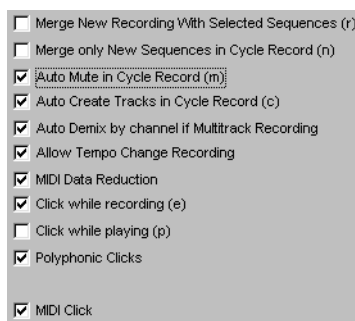 Merge New Recording With Selected Sequences (r)
Merge only New Sequences in Cycle Record (n)
Auto Mute in Cycle Record (m)
Auto Create Tracks in Cycle Record (c)
Auto Demix by channel if Multitrack Recording
Allow Tempo Change Recording
MIDI Data Reduction
Click while recording (e)
Click while playing (p)
Polyphonic Clicks
MIDI Click